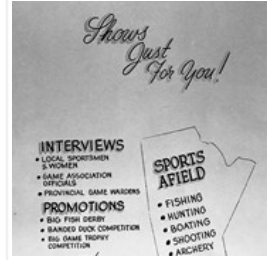 Shows
Just
For You!
INTERVIEWS
• LOCAL SPORTSMEN
& WOMEN
• GAME ASSOCIATION
OFFICIALS
• PROVINCIAL GAME WARDENS
PROMOTIONS
• BIG FISH DERBY
• BANDED DUCK COMPETITION
• BIG GAME TROPHY
COMPETITION
SPORTS
AFIELD
• FISHING
• HUNTING
• BOATING
• SHOOTING
• ARCHERY